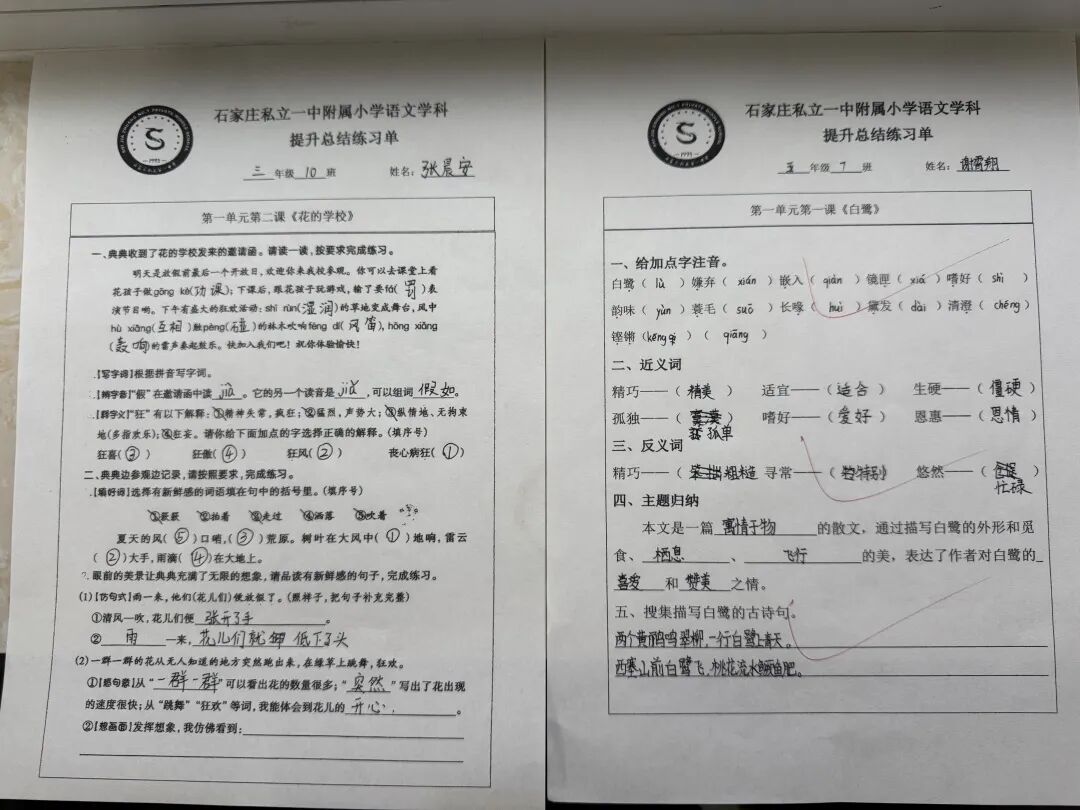 石家庄私立一中附属小学语文学科
提升总结练习单
三年级10班 姓名:张晨安
第一单元第二课《花的学校》
一、典典收到了花的学校发来的邀请函。请读一读,按要求完成练习。
明天是放假前最后一个开放日,欢迎你来我校参观。你可以去课堂上看
花孩子做gōng kè(功课);下课后,跟花孩子玩游戏,输了要fá(罚)表
演节目哟。下午有盛大的狂欢活动:shī rùn(湿润)的草地变成舞台,风中
hù xiāng(互相)触pèng(碰)的林木吹响féng dí(风笛),hōng xiǎng
(轰响)的雷声奏起鼓乐。快加入我们吧!祝你体验愉快!
.【写字词】根据拼音写字词。
.【辨字音】“假”在邀请函中读 jià 。它的另一个读音是 jiǎ ,可以组词 假如。
.【释字义】“狂”有以下解释:①精神失常,疯狂;②猛烈,声势大;③纵情地、无拘束
地(多指欢乐);④狂妄。请你给下面加点的字选择正确的解释。(填序号)
狂喜(③) 狂傲(④) 狂风(②) 丧心病狂(①)
二、典典边参观边记录,请按照要求,完成练习。
.【填好词】选择有新鲜感的词语填在句中的括号里。(填序号)
①簌簌 ②拍着 ③走过 ④洒落 ⑤吹着
夏天的风(⑤)口哨,(③)荒原。树叶在大风中(①)地响,雷云
(②)大手,雨滴(④)在大地上。
眼前的美景让典典充满了无限的想象,请品读有新鲜感的句子,完成练习。
(1)【仿句式】雨一来,他们(花儿们)便放假了。(照样子,把句子补充完整)
①清风一吹,花儿们便 张开了手 。
② 雨 一来,花儿们就 低下了头
(2)一群一群的花从无人知道的地方突然跑出来,在绿草上跳舞,狂欢。
①【悟句意】从“一群一群”可以看出花的数量很多;“突然”写出了花出现
的速度很快;从“跳舞”“狂欢”等词,我能体会到花儿的 开心 。
②【想画面】发挥想象,我仿佛看到:
石家庄私立一中附属小学语文学科
提升总结练习单
五年级7班 姓名:谢雪翔
第一单元第一课《白鹭》
一、给加点字注音。
白鹭(lù)嫌弃(xián)嵌入(qiàn)镜匣(xiá)嗜好(shì)
韵味(yùn)蓑毛(suō)长喙(huì)黛发(dài)清澄(chéng)
铿锵(kēng qi)(qiāng)
二、近义词
精巧——(精美) 适宜——(适合) 生硬——(僵硬)
孤独——( ) 嗜好——(爱好) 恩惠——(恩情)
孤单
三、反义词
精巧——(粗糙 寻常——(特别) 悠然——( )
忙碌
四、主题归纳
本文是一篇 寓情于物 的散文,通过描写白鹭的外形和觅
食、 栖息 、 飞行 的美,表达了作者对白鹭的
喜爱 和 赞美 之情。
五、搜集描写白鹭的古诗句。
两个黄鹂鸣翠柳,一行白鹭上青天。
西塞山前白鹭飞,桃花流水鳜鱼肥。